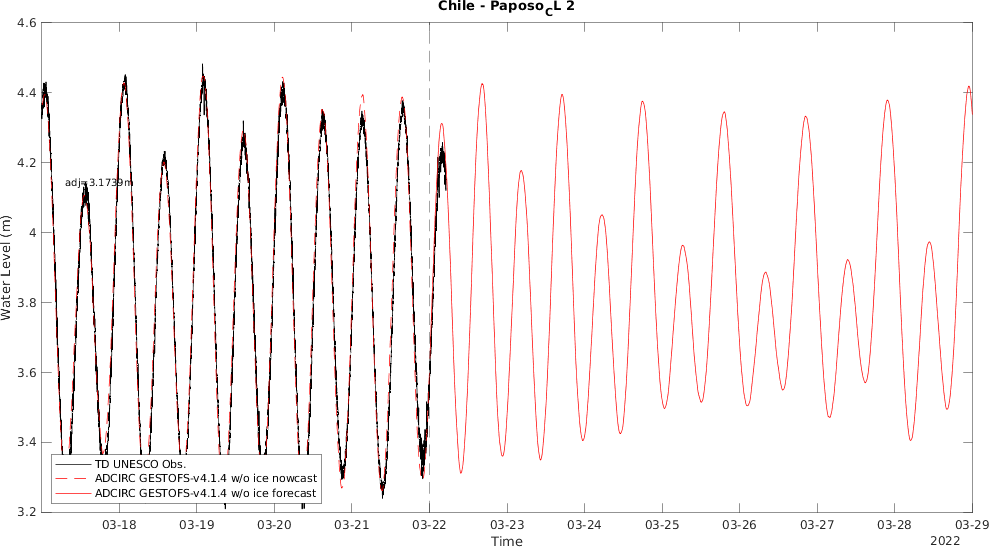 Chile - PaposoCL 2
4.6
4.4
4.2
4
3.8
3.6
3.4
3.2
Water Level (m)
adj=3.1739m
TD UNESCO Obs.
ADCIRC GESTOFS-v4.1.4 w/o ice nowcast
ADCIRC GESTOFS-v4.1.4 w/o ice forecast
03-18 03-19 03-20 03-21 03-22 03-23 03-24 03-25 03-26 03-27 03-28 03-29
Time
2022